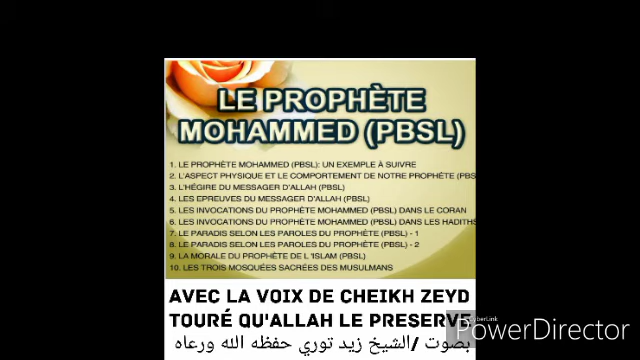 LE PROPHÈTE
MOHAMMED (PBSL)
1. LE PROPHÈTE MOHAMMED (PBSL): UN EXEMPLE À SUIVRE
2. L'ASPECT PHYSIQUE ET LE COMPORTEMENT DE NOTRE PROPHÈTE (PBS
3. L'HÉGIRE DU MESSAGER D'ALLAH (PBSL)
4. LES EPREUVES DU MESSAGER D'ALLAH (PBSL)
5. LES INVOCATIONS DU PROPHÈTE MOHAMMED (PBSL) DANS LE CORAN
6. LES INVOCATIONS DU PROPHÈTE MOHAMMED (PBSL) DANS LES HADITHS
7. LE PARADIS SELON LES PAROLES DU PROPHÈTE (PBSL) - 1
8. LE PARADIS SELON LES PAROLES DU PROPHÈTE (PBSL) - 2
9. LA MORALE DU PROPHÈTE DE L'ISLAM (PBSL)
10. LES TROIS MOSQUÉES SACRÉES DES MUSULMANS
AVEC LA VOIX DE CHEIKH ZEYD
TOURÉ QU'ALLAH LE PRESERVE
بصوت /الشيخ زيد توري حفظه الله ورعاه
CyberLink
PowerDirector